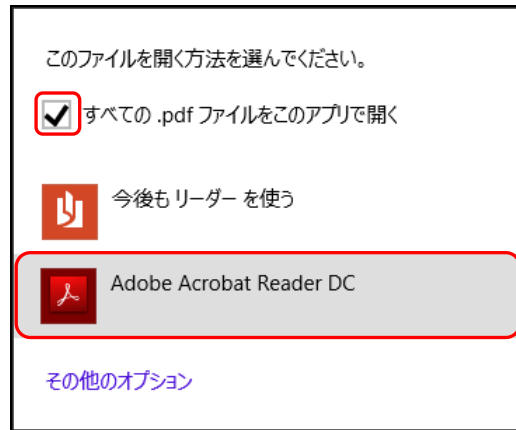 このファイルを開く方法を選んでください。
すべての .pdf ファイルをこのアプリで開く
今後も リーダー を使う
Adobe Acrobat Reader DC
その他のオプション